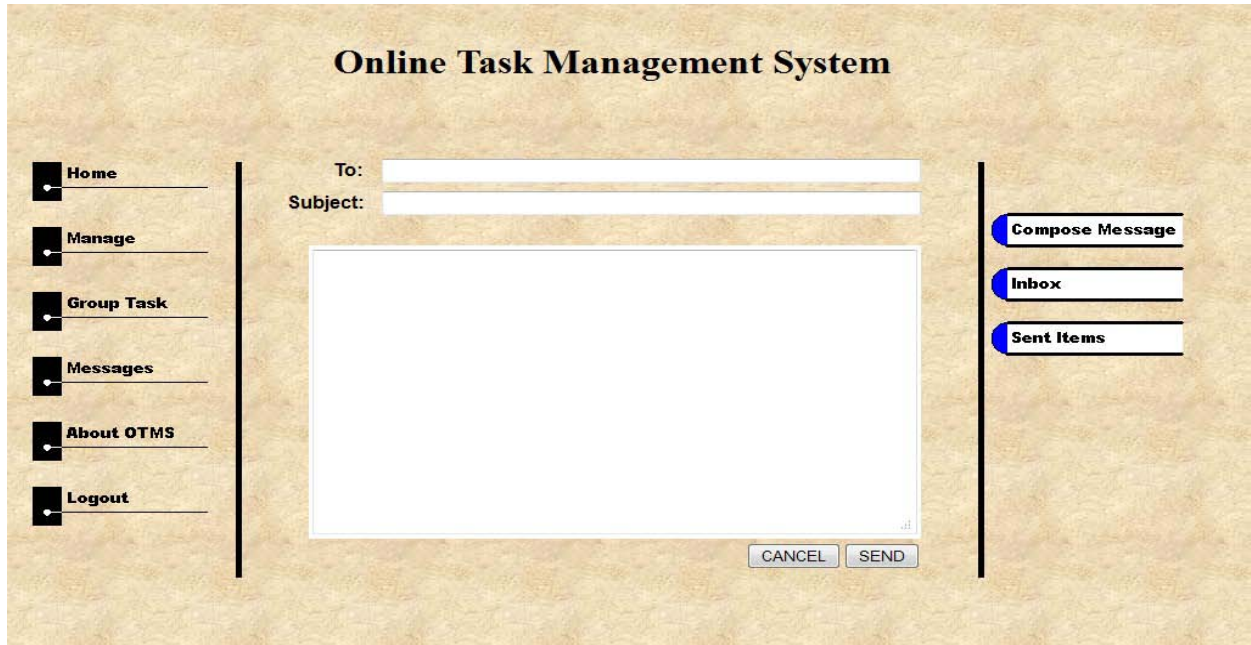 Online Task Management System
Home
Manage
Group Task
Messages
About OTMS
Logout
To:
Subject:
CANCEL SEND
Compose Message
Inbox
Sent Items